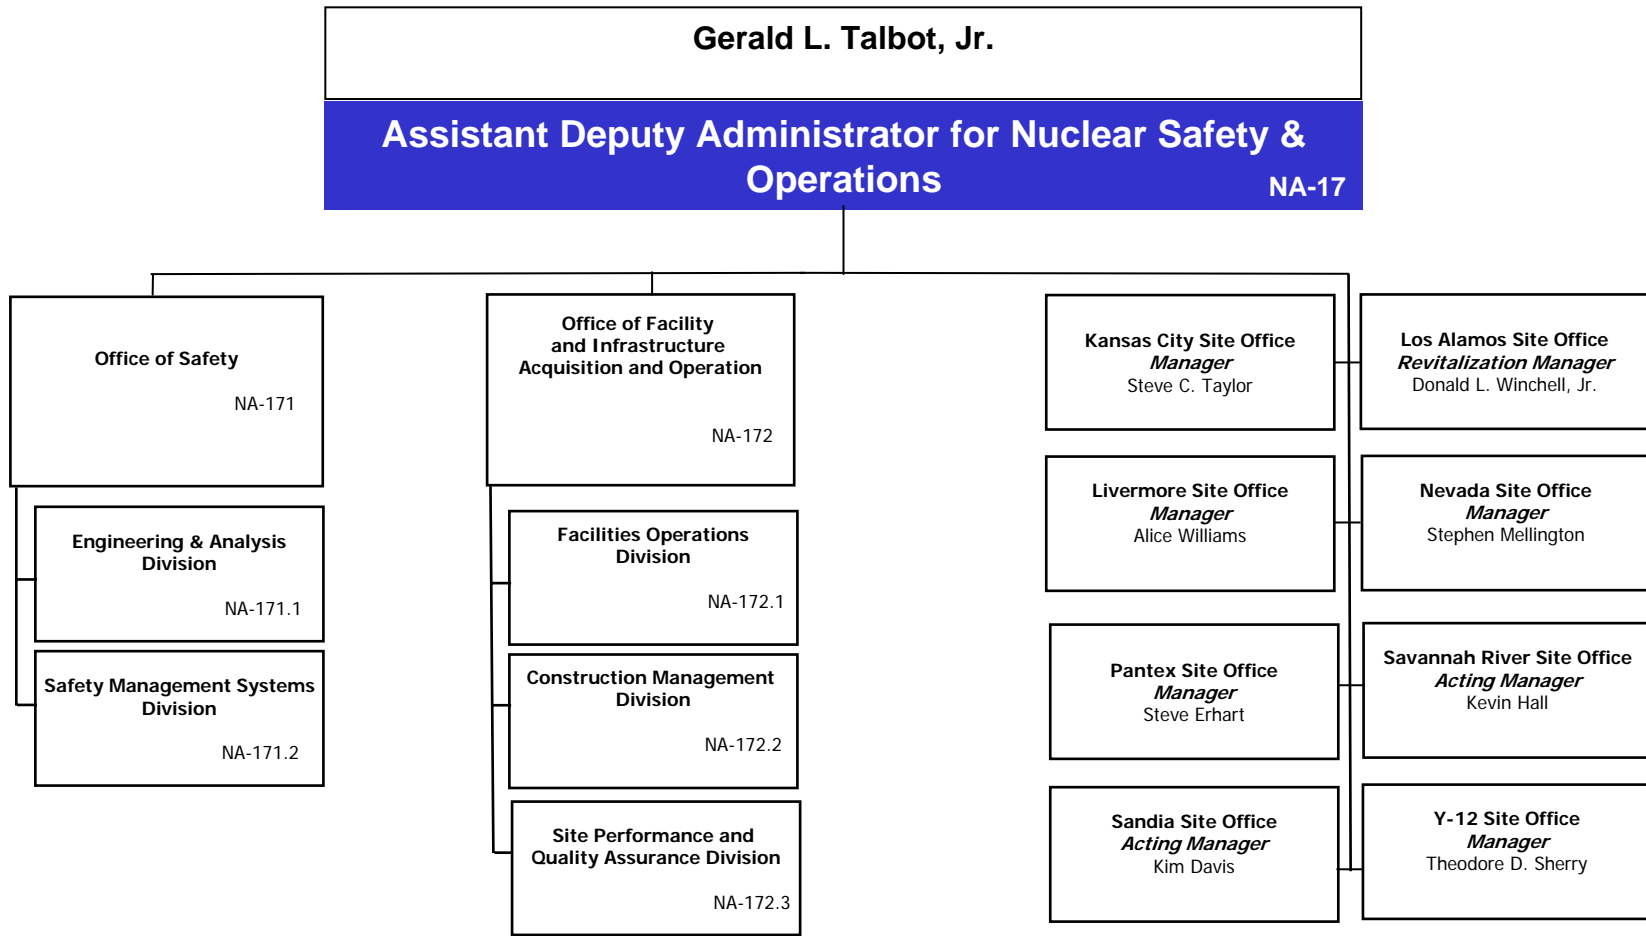 Gerald L. Talbot, Jr.
Assistant Deputy Administrator for Nuclear Safety &
Operations
NA-17
Office of Safety
NA-171
Engineering & Analysis
Division
NA-171.1
Safety Management Systems
Division
NA-171.2
Office of Facility
and Infrastructure
Acquisition and Operation
NA-172
Facilities Operations
Division
NA-172.1
Construction Management
Division
NA-172.2
Site Performance and
Quality Assurance Division
NA-172.3
Kansas City Site Office
Manager
Steve C. Taylor
Los Alamos Site Office
Revitalization Manager
Donald L. Winchell, Jr.
Livermore Site Office
Manager
Alice Williams
Nevada Site Office
Manager
Stephen Mellington
Pantex Site Office
Manager
Steve Erhart
Savannah River Site Office
Acting Manager
Kevin Hall
Sandia Site Office
Acting Manager
Kim Davis
Y-12 Site Office
Manager
Theodore D. Sherry